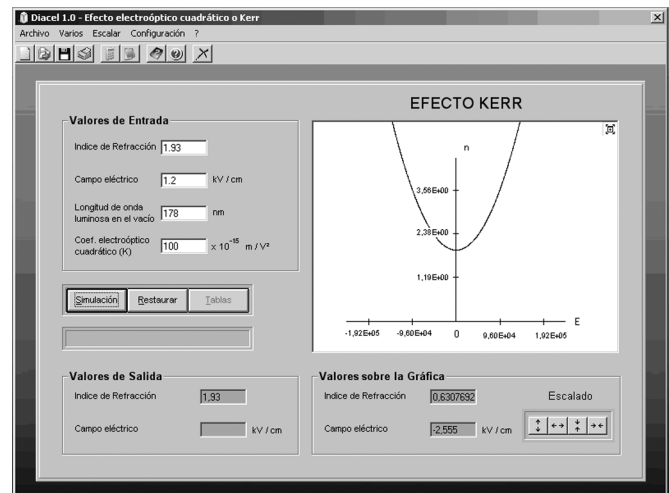 Diacel 1.0 - Efecto electroóptico cuadrático o Kerr
Archivo Varios Escalar Configuración ?
EFECTO KERR
Valores de Entrada
Indice de Refracción 1.93
Campo eléctrico 1.2 kV / cm
Longitud de onda
luminosa en el vacío 178 nm
Coef. electroóptico
cuadrático (K) 100 x 10^-15 m / V²
Simulación Restaurar Tablas
n
3,56E+00
2,38E+00
1,19E+00
E
-1,92E+05 -9,60E+04 0 9,60E+04 1,92E+05
Valores de Salida
Indice de Refracción 1,93
Campo eléctrico kV / cm
Valores sobre la Gráfica
Indice de Refracción 0,6307692
Campo eléctrico -2,555 kV / cm
Escalado